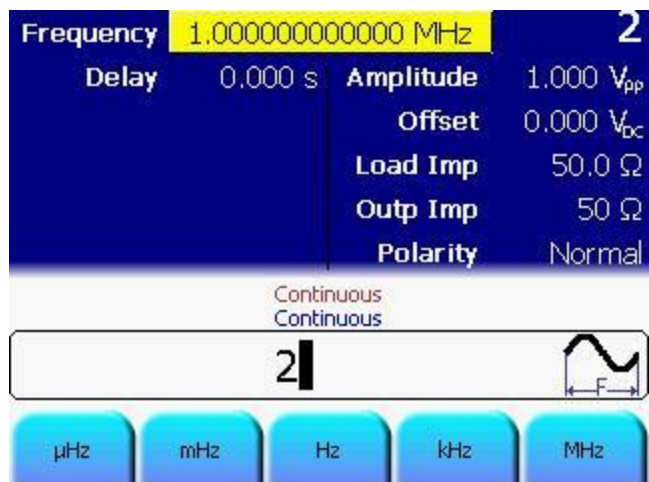 Frequency 1.000000000000 MHz 2
Delay 0.000 s Amplitude 1.000 Vpp
Offset 0.000 VDC
Load Imp 50.0 Ω
Outp Imp 50 Ω
Polarity Normal
Continuous
Continuous
2
F
µHz mHz Hz kHz MHz